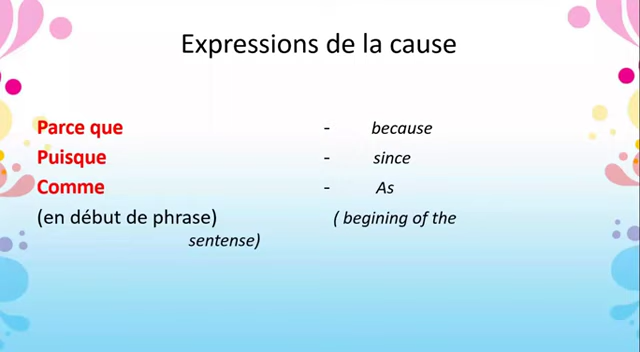 Expressions de la cause
Parce que - because
Puisque - since
Comme - As
(en début de phrase) ( begining of the
sentense)